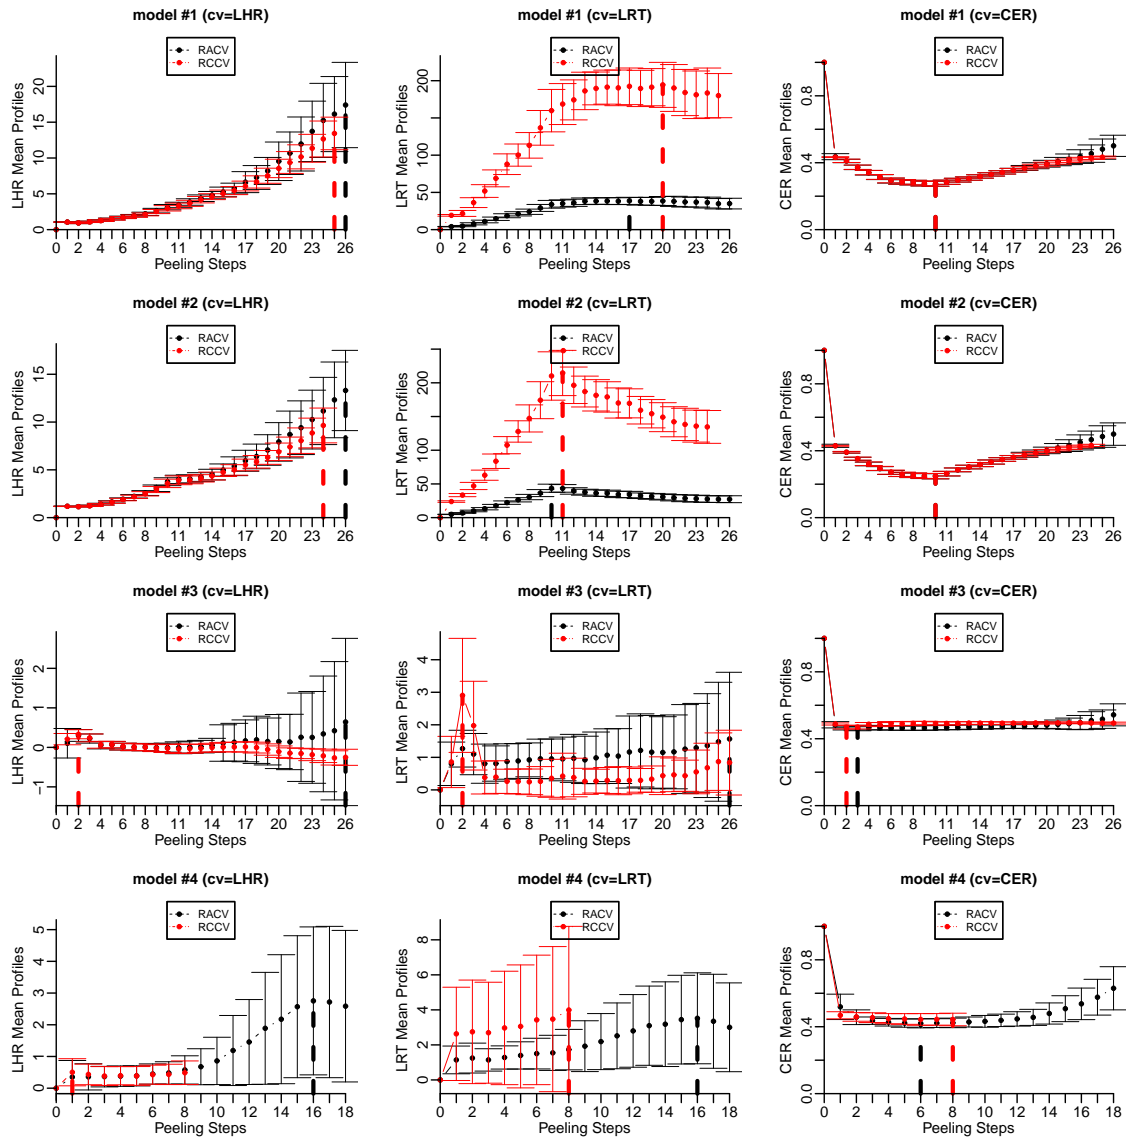 model #1 (cv=LHR)
RACV
RCCV
LHR Mean Profiles
0 5 10 15 20
0 2 4 6 8 11 14 17 20 23 26
Peeling Steps
model #1 (cv=LRT)
RACV
RCCV
LRT Mean Profiles
0 50 100 200
0 2 4 6 8 11 14 17 20 23 26
Peeling Steps
model #1 (cv=CER)
RACV
RCCV
CER Mean Profiles
0.0 0.4 0.8
0 2 4 6 8 11 14 17 20 23 26
Peeling Steps
model #2 (cv=LHR)
RACV
RCCV
LHR Mean Profiles
0 5 10 15
0 2 4 6 8 11 14 17 20 23 26
Peeling Steps
model #2 (cv=LRT)
RACV
RCCV
LRT Mean Profiles
0 50 100 200
0 2 4 6 8 11 14 17 20 23 26
Peeling Steps
model #2 (cv=CER)
RACV
RCCV
CER Mean Profiles
0.0 0.4 0.8
0 2 4 6 8 11 14 17 20 23 26
Peeling Steps
model #3 (cv=LHR)
RACV
RCCV
LHR Mean Profiles
−1 0 1 2
0 2 4 6 8 11 14 17 20 23 26
Peeling Steps
model #3 (cv=LRT)
RACV
RCCV
LRT Mean Profiles
0 1 2 3 4
0 2 4 6 8 11 14 17 20 23 26
Peeling Steps
model #3 (cv=CER)
RACV
RCCV
CER Mean Profiles
0.0 0.4 0.8
0 2 4 6 8 11 14 17 20 23 26
Peeling Steps
model #4 (cv=LHR)
RACV
RCCV
LHR Mean Profiles
0 1 2 3 4 5
0 2 4 6 8 10 12 14 16 18
Peeling Steps
model #4 (cv=LRT)
RACV
RCCV
LRT Mean Profiles
0 2 4 6 8
0 2 4 6 8 10 12 14 16 18
Peeling Steps
model #4 (cv=CER)
RACV
RCCV
CER Mean Profiles
0.0 0.4 0.8
0 2 4 6 8 10 12 14 16 18
Peeling Steps